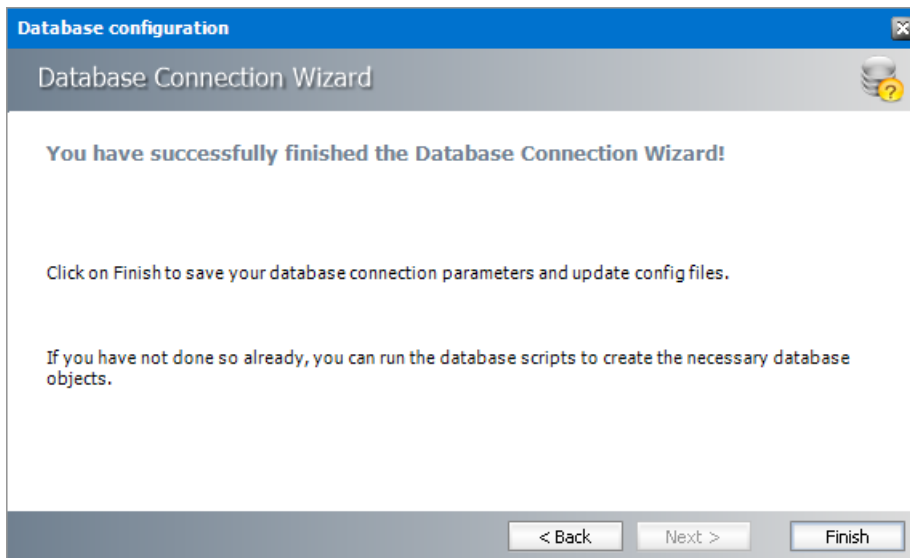 Database configuration
Database Connection Wizard
?
You have successfully finished the Database Connection Wizard!
Click on Finish to save your database connection parameters and update config files.
If you have not done so already, you can run the database scripts to create the necessary database
objects.
< Back Next > Finish